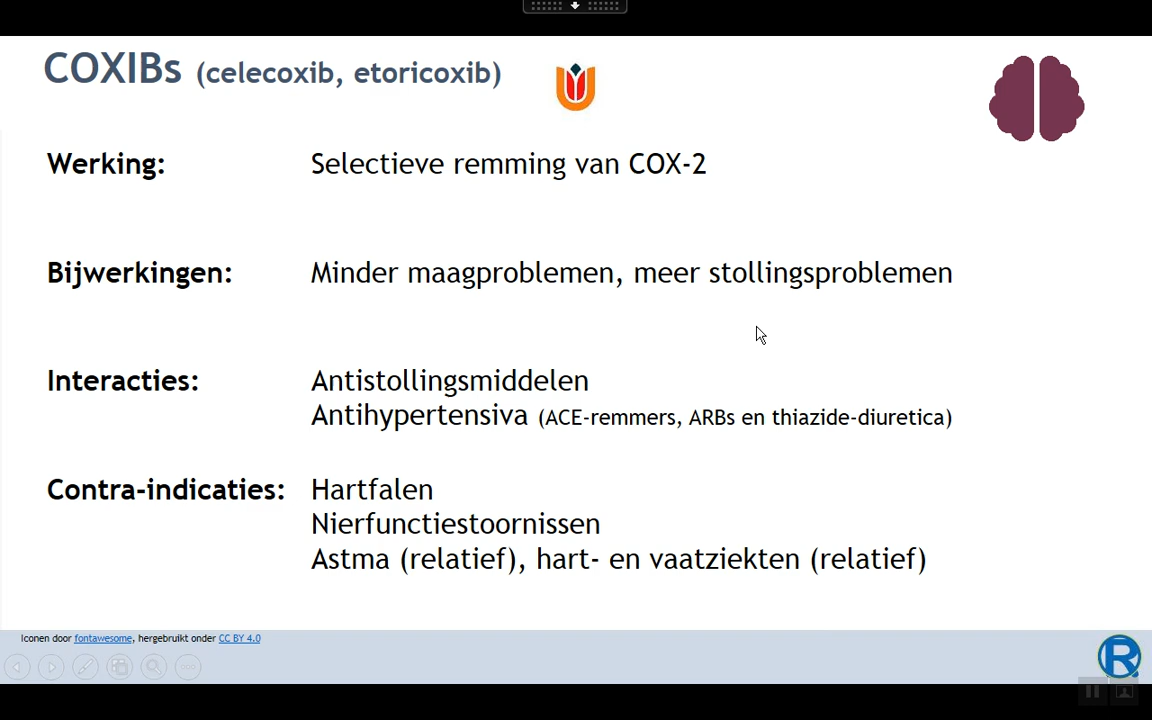 COXIBs (celecoxib, etoricoxib)
Werking: Selectieve remming van COX-2
Bijwerkingen: Minder maagproblemen, meer stollingsproblemen
Interacties: Antistollingsmiddelen
Antihypertensiva (ACE-remmers, ARBs en thiazide-diuretica)
Contra-indicaties: Hartfalen
Nierfunctiestoornissen
Astma (relatief), hart- en vaatziekten (relatief)
Iconen door fontawesome, hergebruikt onder CC BY 4.0
R